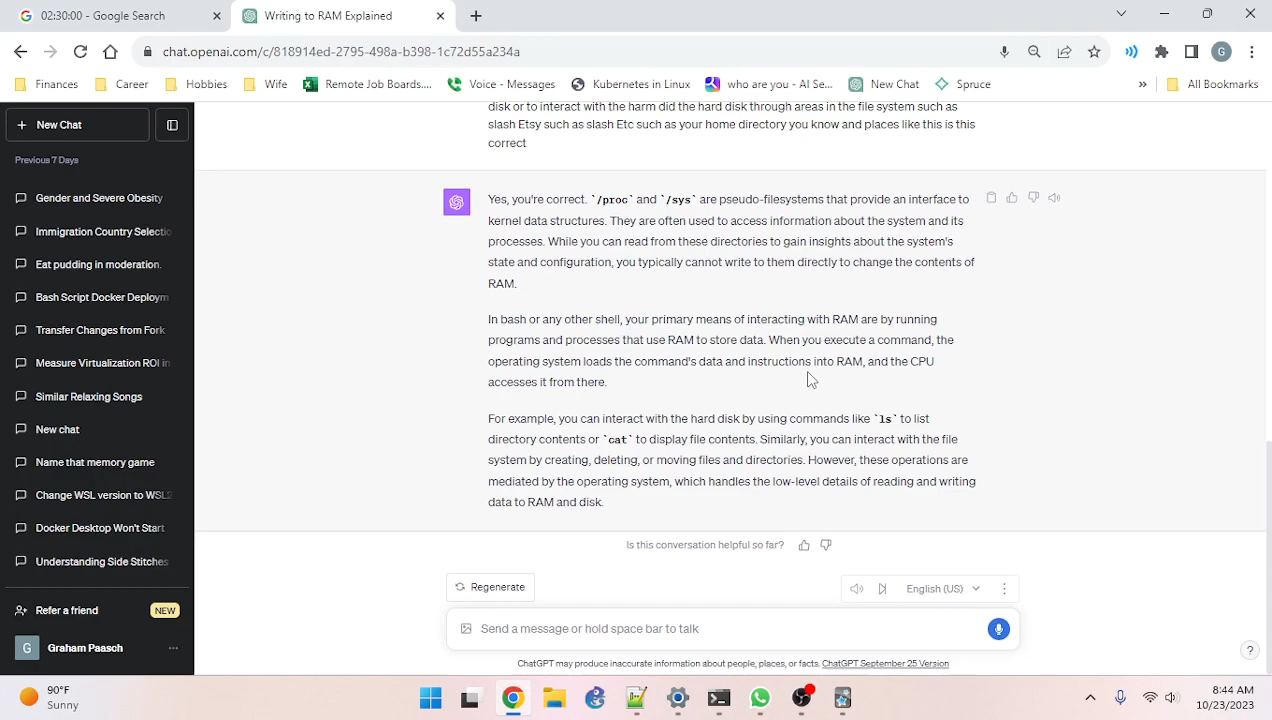 02:30:00 - Google Search
Writing to RAM Explained
chat.openai.com/c/818914ed-2795-498a-b398-1c72d55a234a
G
Finances
Career
Hobbies
Wife
Remote Job Boards....
Voice - Messages
Kubernetes in Linux
who are you - AI Se...
New Chat
Spruce
»
All Bookmarks
New Chat
Previous 7 Days
Gender and Severe Obesity
Immigration Country Selectio
Eat pudding in moderation.
Bash Script Docker Deploym
Transfer Changes from Fork
Measure Virtualization ROI in
Similar Relaxing Songs
New chat
Name that memory game
Change WSL version to WSL2
Docker Desktop Won't Start
Understanding Side Stitches
Refer a friend
NEW
G
Graham Paasch
disk or to interact with the harm did the hard disk through areas in the file system such as
slash Etsy such as slash Etc such as your home directory you know and places like this is this
correct
Yes, you're correct. `/proc` and `/sys` are pseudo-filesystems that provide an interface to
kernel data structures. They are often used to access information about the system and its
processes. While you can read from these directories to gain insights about the system's
state and configuration, you typically cannot write to them directly to change the contents of
RAM.
In bash or any other shell, your primary means of interacting with RAM are by running
programs and processes that use RAM to store data. When you execute a command, the
operating system loads the command's data and instructions into RAM, and the CPU
accesses it from there.
For example, you can interact with the hard disk by using commands like `ls` to list
directory contents or `cat` to display file contents. Similarly, you can interact with the file
system by creating, deleting, or moving files and directories. However, these operations are
mediated by the operating system, which handles the low-level details of reading and writing
data to RAM and disk.
Is this conversation helpful so far?
Regenerate
English (US)
Send a message or hold space bar to talk
ChatGPT may produce inaccurate information about people, places, or facts. ChatGPT September 25 Version
?
90°F
Sunny
8:44 AM
10/23/2023